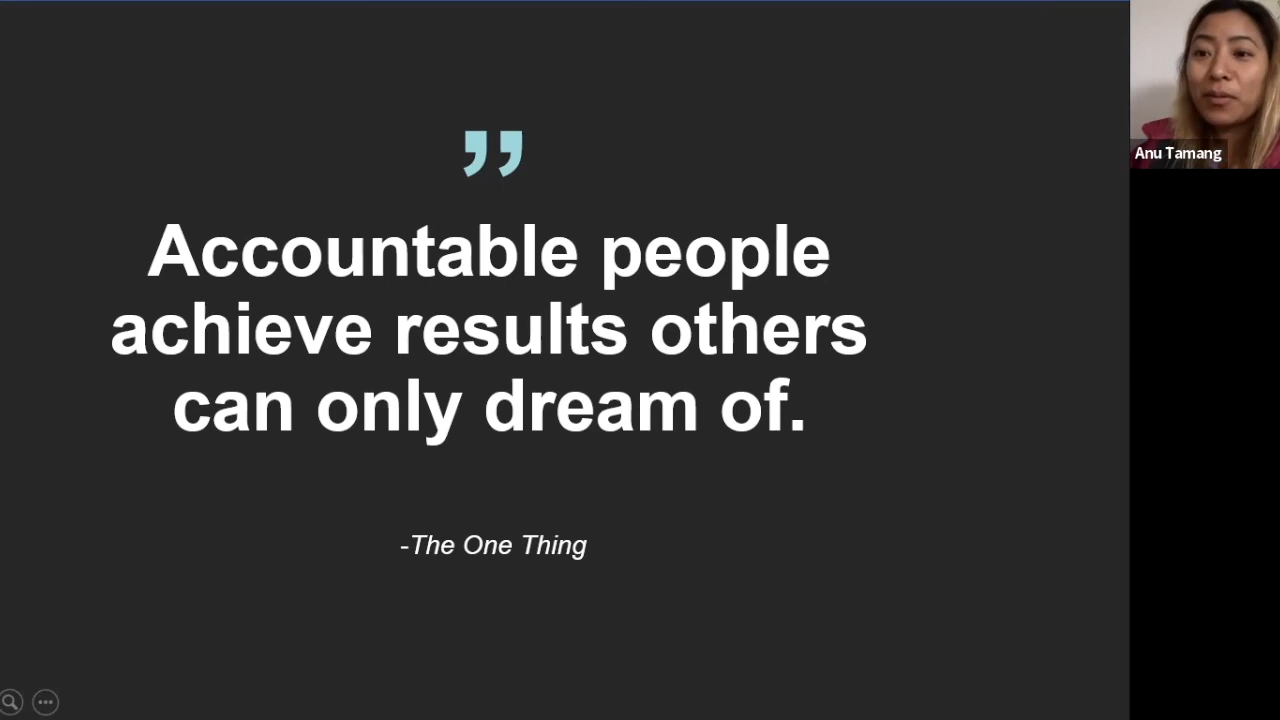 ”
Accountable people
achieve results others
can only dream of.
-The One Thing
Anu Tamang